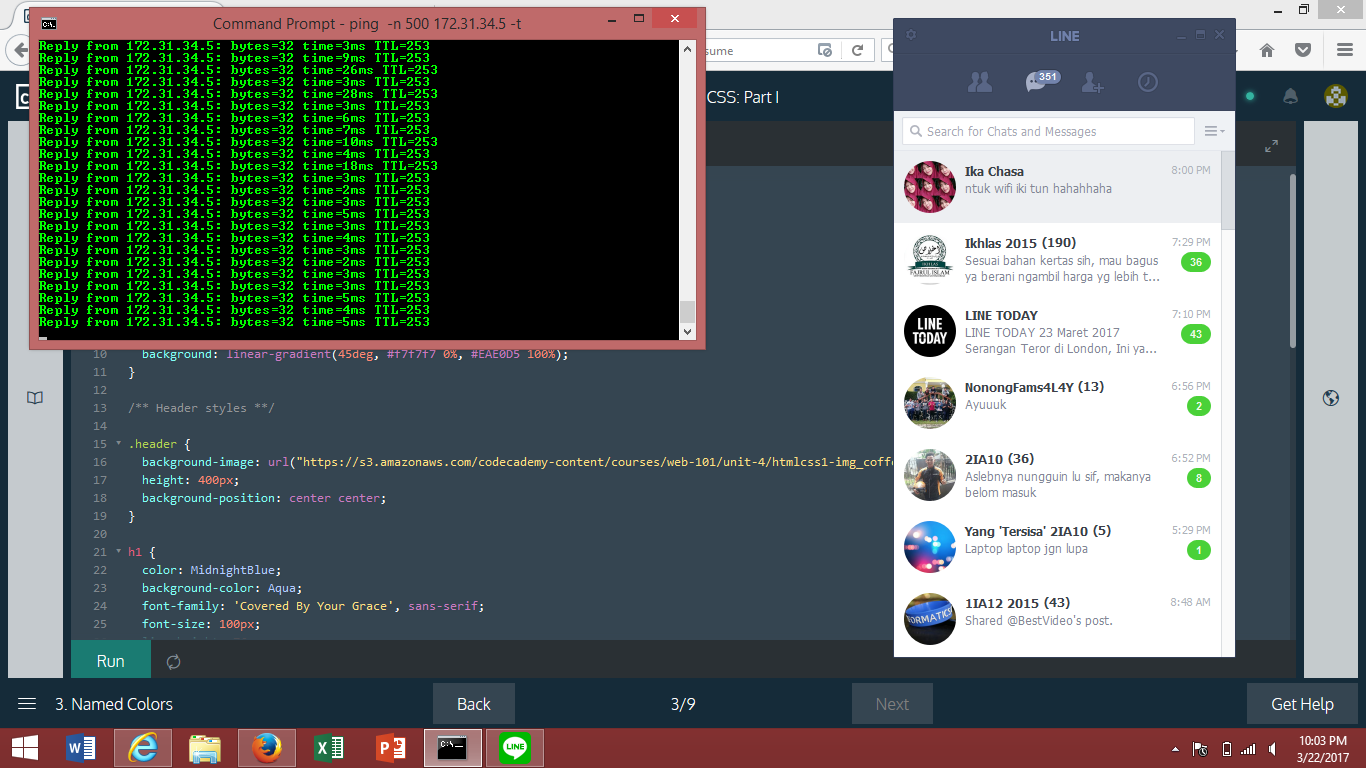 Command Prompt - ping -n 500 172.31.34.5 -t
Reply from 172.31.34.5: bytes=32 time=3ms TTL=253
Reply from 172.31.34.5: bytes=32 time=9ms TTL=253
Reply from 172.31.34.5: bytes=32 time=26ms TTL=253
Reply from 172.31.34.5: bytes=32 time=3ms TTL=253
Reply from 172.31.34.5: bytes=32 time=28ms TTL=253
Reply from 172.31.34.5: bytes=32 time=3ms TTL=253
Reply from 172.31.34.5: bytes=32 time=6ms TTL=253
Reply from 172.31.34.5: bytes=32 time=7ms TTL=253
Reply from 172.31.34.5: bytes=32 time=10ms TTL=253
Reply from 172.31.34.5: bytes=32 time=4ms TTL=253
Reply from 172.31.34.5: bytes=32 time=18ms TTL=253
Reply from 172.31.34.5: bytes=32 time=3ms TTL=253
Reply from 172.31.34.5: bytes=32 time=2ms TTL=253
Reply from 172.31.34.5: bytes=32 time=3ms TTL=253
Reply from 172.31.34.5: bytes=32 time=5ms TTL=253
Reply from 172.31.34.5: bytes=32 time=3ms TTL=253
Reply from 172.31.34.5: bytes=32 time=4ms TTL=253
Reply from 172.31.34.5: bytes=32 time=3ms TTL=253
Reply from 172.31.34.5: bytes=32 time=2ms TTL=253
Reply from 172.31.34.5: bytes=32 time=3ms TTL=253
Reply from 172.31.34.5: bytes=32 time=3ms TTL=253
Reply from 172.31.34.5: bytes=32 time=5ms TTL=253
Reply from 172.31.34.5: bytes=32 time=4ms TTL=253
Reply from 172.31.34.5: bytes=32 time=5ms TTL=253
sume
CSS: Part I
10 background: linear-gradient(45deg, #f7f7f7 0%, #EAE0D5 100%);
11 }
12
13 /** Header styles **/
14
15 .header {
16 background-image: url("https://s3.amazonaws.com/codecademy-content/courses/web-101/unit-4/htmlcss1-img_coff
17 height: 400px;
18 background-position: center center;
19 }
20
21 h1 {
22 color: MidnightBlue;
23 background-color: Aqua;
24 font-family: 'Covered By Your Grace', sans-serif;
25 font-size: 100px;
Run
3. Named Colors
Back
3/9
Next
Get Help
LINE
351
Search for Chats and Messages
Ika Chasa 8:00 PM
ntuk wifi iki tun hahahhaha
Ikhlas 2015 (190) 7:29 PM
Sesuai bahan kertas sih, mau bagus
ya berani ngambil harga yg lebih t... 36
LINE TODAY 7:10 PM
LINE TODAY 23 Maret 2017
Serangan Teror di London, Ini ya... 43
LINE
TODAY
NonongFams4L4Y (13) 6:56 PM
Ayuuuk 2
2IA10 (36) 6:52 PM
Aslebnya nungguin lu sif, makanya
belom masuk 8
Yang 'Tersisa' 2IA10 (5) 5:29 PM
Laptop laptop jgn lupa 1
1IA12 2015 (43) 8:48 AM
Shared @BestVideo's post.
ORMATICS
FAJRUL ISLAM
10:03 PM
3/22/2017